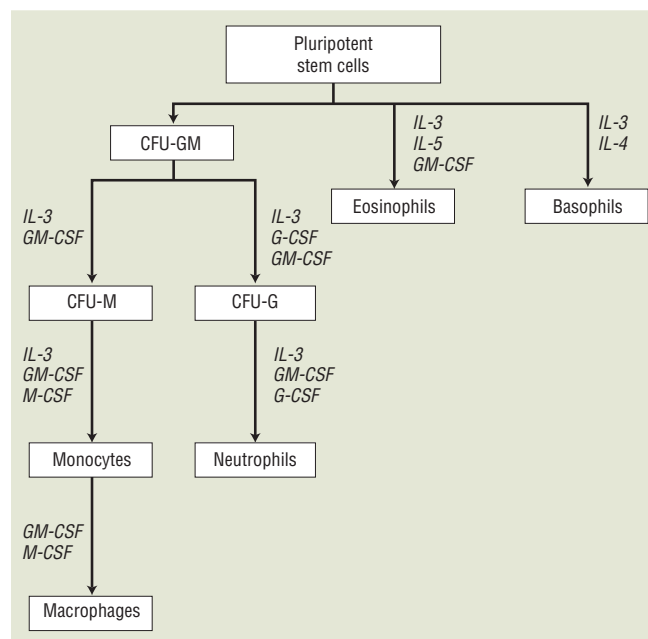 Pluripotent
stem cells
CFU-GM
IL-3
IL-5
GM-CSF
IL-3
IL-4
Eosinophils
Basophils
IL-3
GM-CSF
IL-3
G-CSF
GM-CSF
CFU-M
CFU-G
IL-3
GM-CSF
M-CSF
IL-3
GM-CSF
G-CSF
Monocytes
Neutrophils
GM-CSF
M-CSF
Macrophages